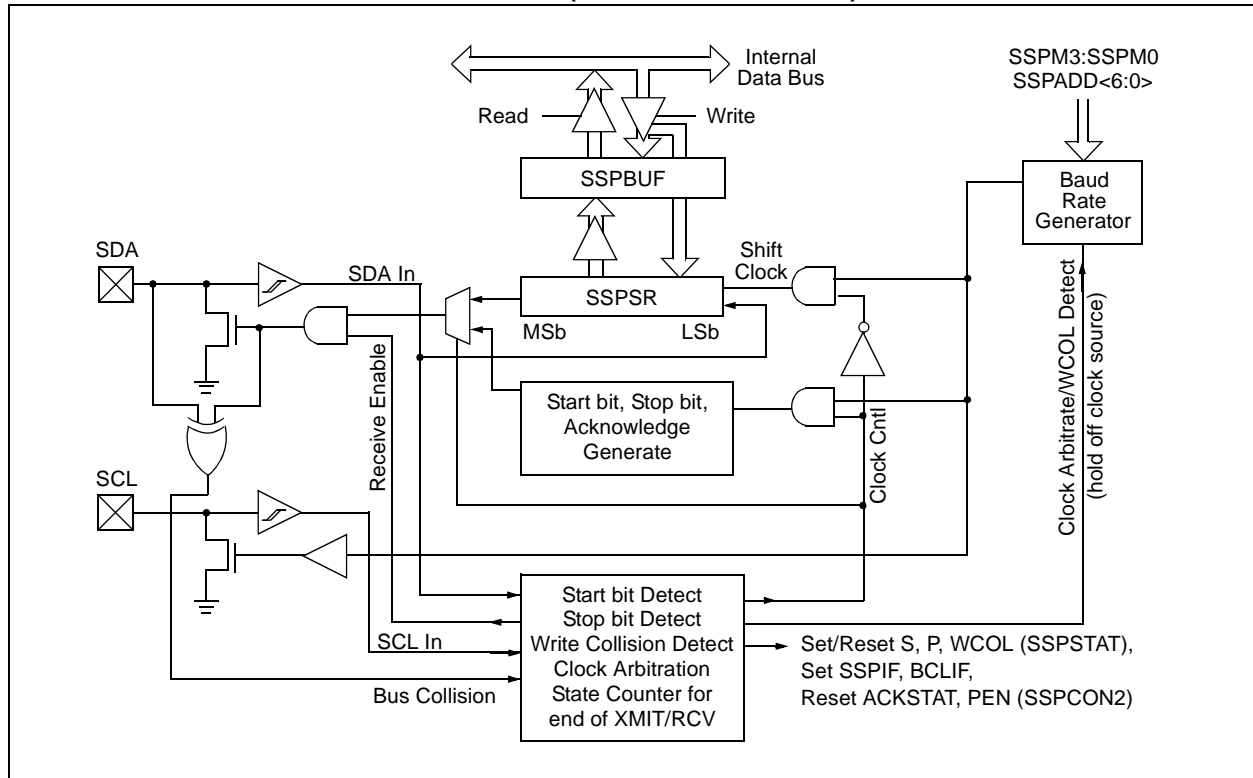 Internal
Data Bus
SSPM3:SSPM0
SSPADD<6:0>
Read
Write
SSPBUF
Baud
Rate
Generator
SDA
SDA In
Shift
Clock
SSPSR
MSb
LSb
Start bit, Stop bit,
Acknowledge
Generate
Receive Enable
Clock Cntl
Clock Arbitrate/WCOL Detect
(hold off clock source)
SCL
SCL In
Bus Collision
Start bit Detect
Stop bit Detect
Write Collision Detect
Clock Arbitration
State Counter for
end of XMIT/RCV
Set/Reset S, P, WCOL (SSPSTAT),
Set SSPIF, BCLIF,
Reset ACKSTAT, PEN (SSPCON2)